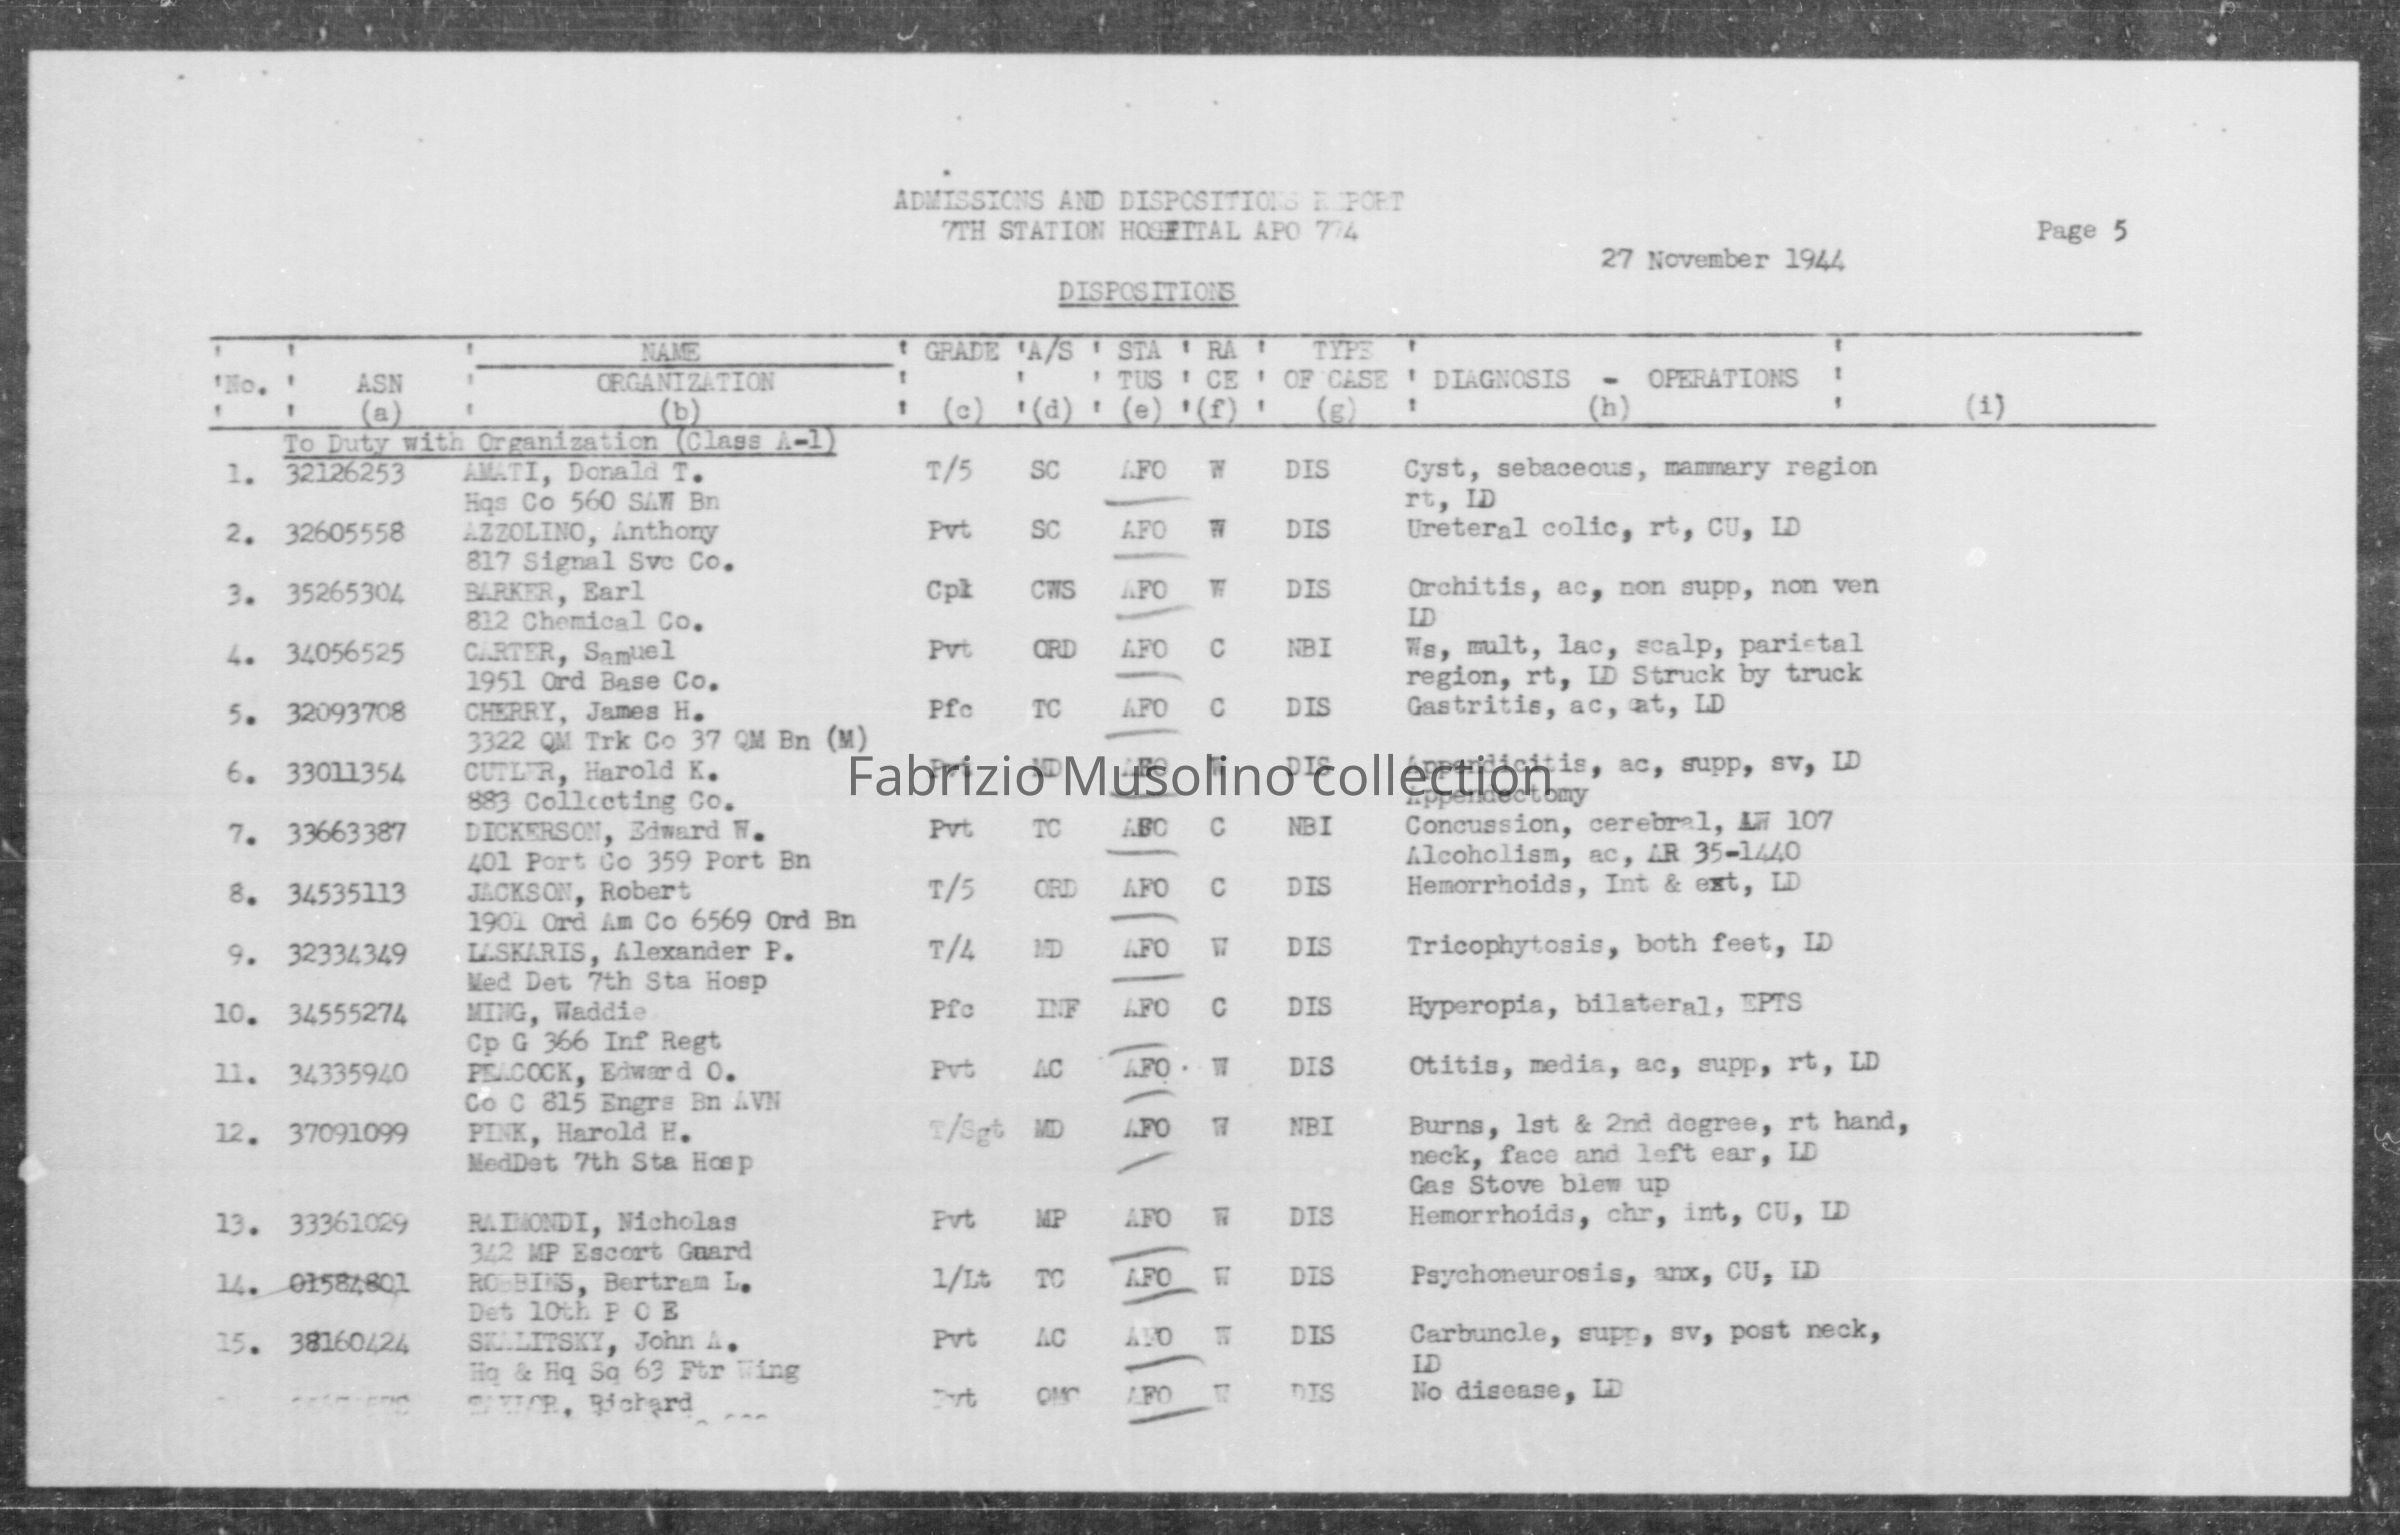 ADMISSIONS AND DISPOSITIONS REPORT
7TH STATION HOSPITAL APO 774
Page 5
27 November 1944
DISPOSITIONS
NAME GRADE A/S STA RA TYPE
No. ASN ORGANIZATION TUS CE OF CASE DIAGNOSIS - OPERATIONS
(a) (b) (c) (d) (e) (f) (g) (h) (i)
To Duty with Organization (Class A-1)
1. 32126253 AMATI, Donald T. T/5 SC AFO W DIS Cyst, sebaceous, mammary region
Hqs Co 560 SAW Bn rt, LD
2. 32605558 AZZOLINO, Anthony Pvt SC AFO W DIS Ureteral colic, rt, CU, LD
817 Signal Svc Co.
3. 35265304 BARKER, Earl Cpl CWS AFO W DIS Orchitis, ac, non supp, non ven
812 Chemical Co. LD
4. 34056525 CARTER, Samuel Pvt ORD AFO C NBI Ws, mult, lac, scalp, parietal
1951 Ord Base Co. region, rt, LD Struck by truck
5. 32093708 CHERRY, James H. Pfc TC AFO C DIS Gastritis, ac, cat, LD
3322 QM Trk Co 37 QM Bn (M)
6. 33011354 CUTLER, Harold K. Pvt MD AFO W DIS Appendicitis, ac, supp, sv, LD
Fabrizio Musolino collection
883 Collecting Co. Appendectomy
7. 33663387 DICKERSON, Edward W. Pvt TC C NBI Concussion, cerebral, AW 107
401 Port Co 359 Port Bn Alcoholism, ac, AR 35-1440
8. 34535113 JACKSON, Robert T/5 ORD AFO C DIS Hemorrhoids, Int & ext, LD
1901 Ord Am Co 6569 Ord Bn
9. 32334349 LASKARIS, Alexander P. T/4 MD AFO W DIS Tricophytosis, both feet, LD
Med Det 7th Sta Hosp
10. 34555274 MING, Waddie Pfc INF AFO C DIS Hyperopia, bilateral, EPTS
Cp G 366 Inf Regt
11. 34335940 PEACOCK, Edward O. Pvt AC AFO W DIS Otitis, media, ac, supp, rt, LD
Co C 815 Engrs Bn AVN
12. 37091099 PINK, Harold H. T/Sgt MD AFO W NBI Burns, 1st & 2nd degree, rt hand,
MedDet 7th Sta Hosp neck, face and left ear, LD
Gas Stove blew up
13. 33361029 RAIMONDI, Nicholas Pvt MP AFO W DIS Hemorrhoids, chr, int, CU, LD
342 MP Escort Guard
14. 01584801 ROBBINS, Bertram L. 1/Lt TC AFO W DIS Psychoneurosis, anx, CU, LD
Det 10th P O E
15. 38160424 SKALITSKY, John A. Pvt AC AFO W DIS Carbuncle, supp, sv, post neck,
Hq & Hq Sq 63 Ftr Wing LD
TAYLOR, Richard Pvt QMC AFO W DIS No disease, LD